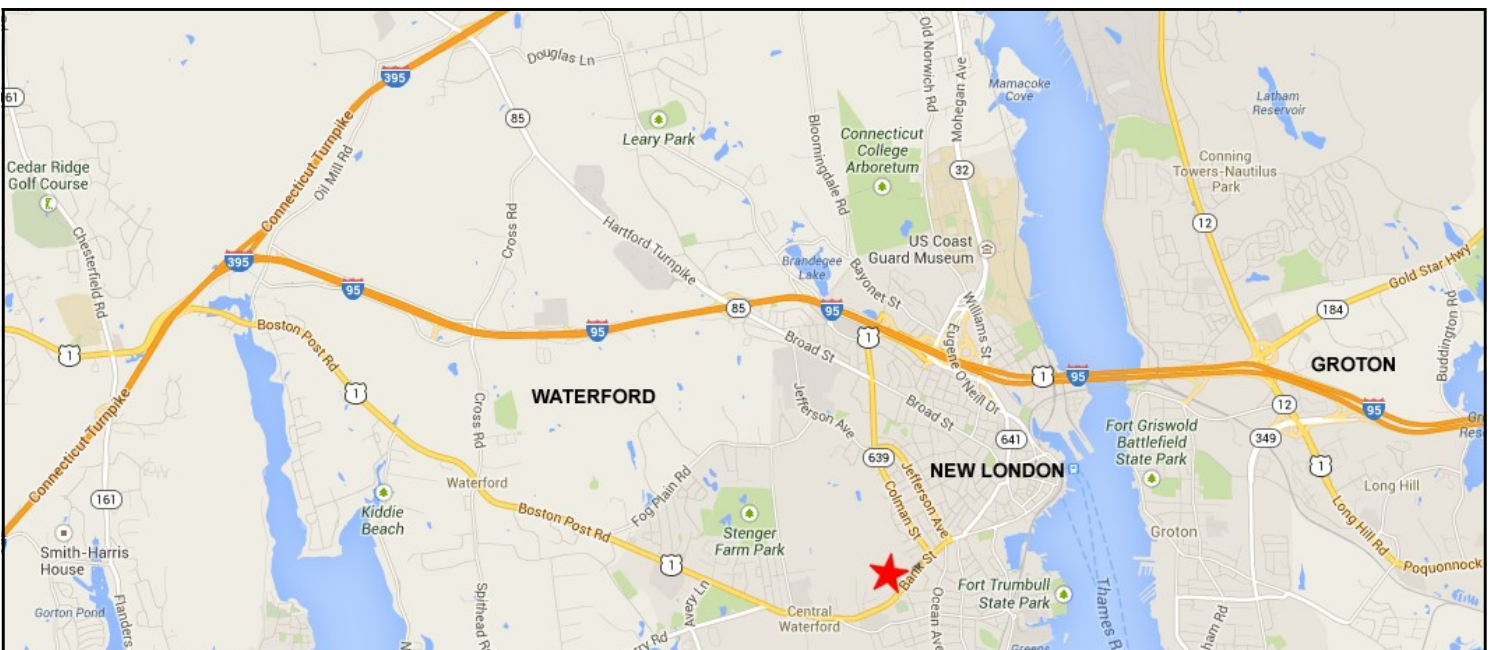 Douglas Ln
Old Norwich Rd
Mohegan Ave
Mamacoke
Cove
Latham
Reservoir
395
61
85
Connecticut Turnpike
Oil Mill Rd
Leary Park
Bloomingdale Rd
Connecticut
College
Arboretum
32
Conning
Towers-Nautilus
Park
Cedar Ridge
Golf Course
Chesterfield Rd
Cross Rd
Hartford Turnpike
US Coast
Guard Museum
12
Gold Star Hwy
395
95
Brandegee
Lake
Bayonet St
Williams St
184
Buddington Rd
1
Boston Post Rd
95
85
95
1
Broad St
Eugene O'Neill Dr
1
95
GROTON
1
WATERFORD
Cross Rd
Jefferson Ave
Broad St
12
95
Connecticut Turnpike
641
Fort Griswold
Battlefield
State Park
349
1
639
Jefferson Ave
Colman St
NEW LONDON
161
Waterford
Kiddie
Beach
Boston Post Rd
Fog Plain Rd
Stenger
Farm Park
Long Hill
Long Hill Rd
Groton
Smith-Harris
House
1
Bank St
Fort Trumbull
State Park
Poquonnock
Gorton Pond
Flanders
Spithead R
Avery Ln
Central
Waterford
Ocean Ave
Thames R
ham Rd
ry Rd
N